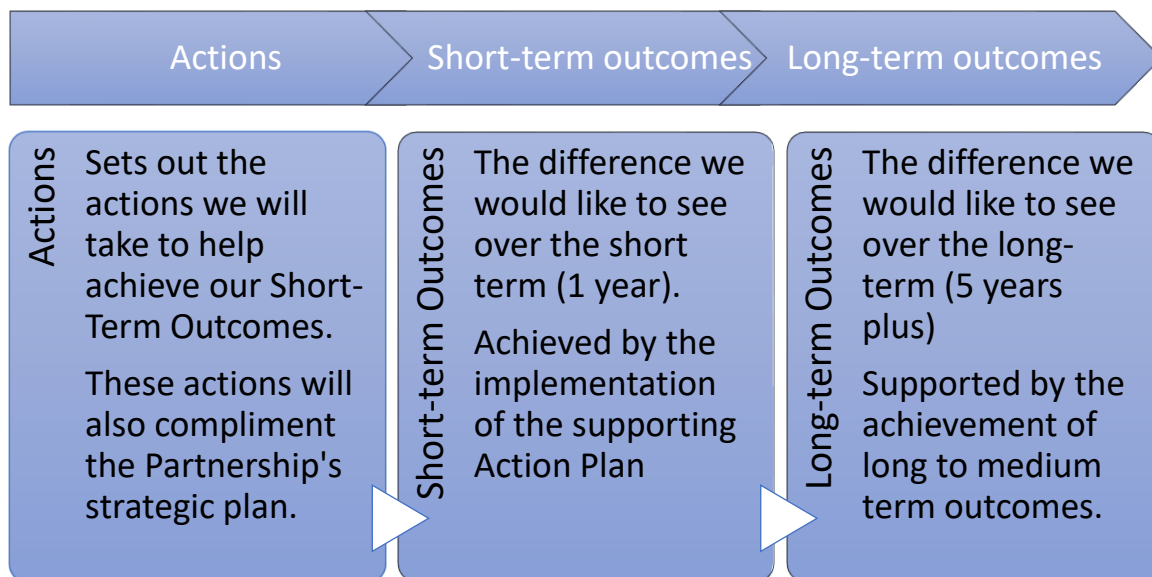 Actions
Short-term outcomes
Long-term outcomes
Actions
Sets out the
actions we will
take to help
achieve our Short-
Term Outcomes.
These actions will
also compliment
the Partnership's
strategic plan.
Short-term Outcomes
The difference we
would like to see
over the short
term (1 year).
Achieved by the
implementation
of the supporting
Action Plan
Long-term Outcomes
The difference we
would like to see
over the long-
term (5 years
plus)
Supported by the
achievement of
long to medium
term outcomes.